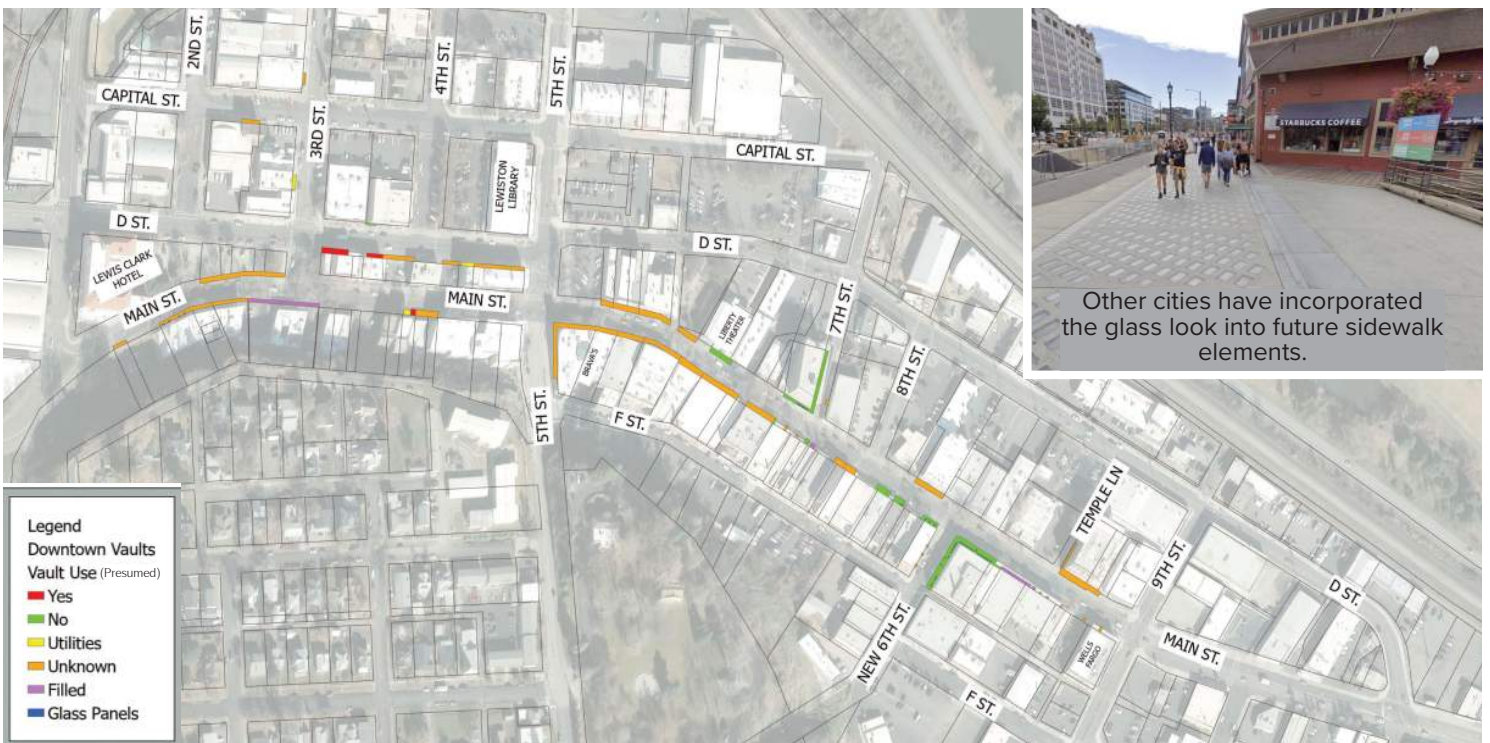 2ND ST.
4TH ST.
5TH ST.
CAPITAL ST.
3RD ST.
CAPITAL ST.
LEWISTON
LIBRARY
D ST.
D ST.
LEWIS CLARK
HOTEL
MAIN ST.
MAIN ST.
LIBERTY
THEATER
7TH ST.
BRAVA'S
8TH ST.
5TH ST.
F ST.
TEMPLE LN
9TH ST.
D ST.
NEW 6TH ST.
MAIN ST.
WELLS
FARGO
F ST.
STARBUCKS COFFEE
Other cities have incorporated
the glass look into future sidewalk
elements.
Legend
Downtown Vaults
Vault Use (Presumed)
Yes
No
Utilities
Unknown
Filled
Glass Panels